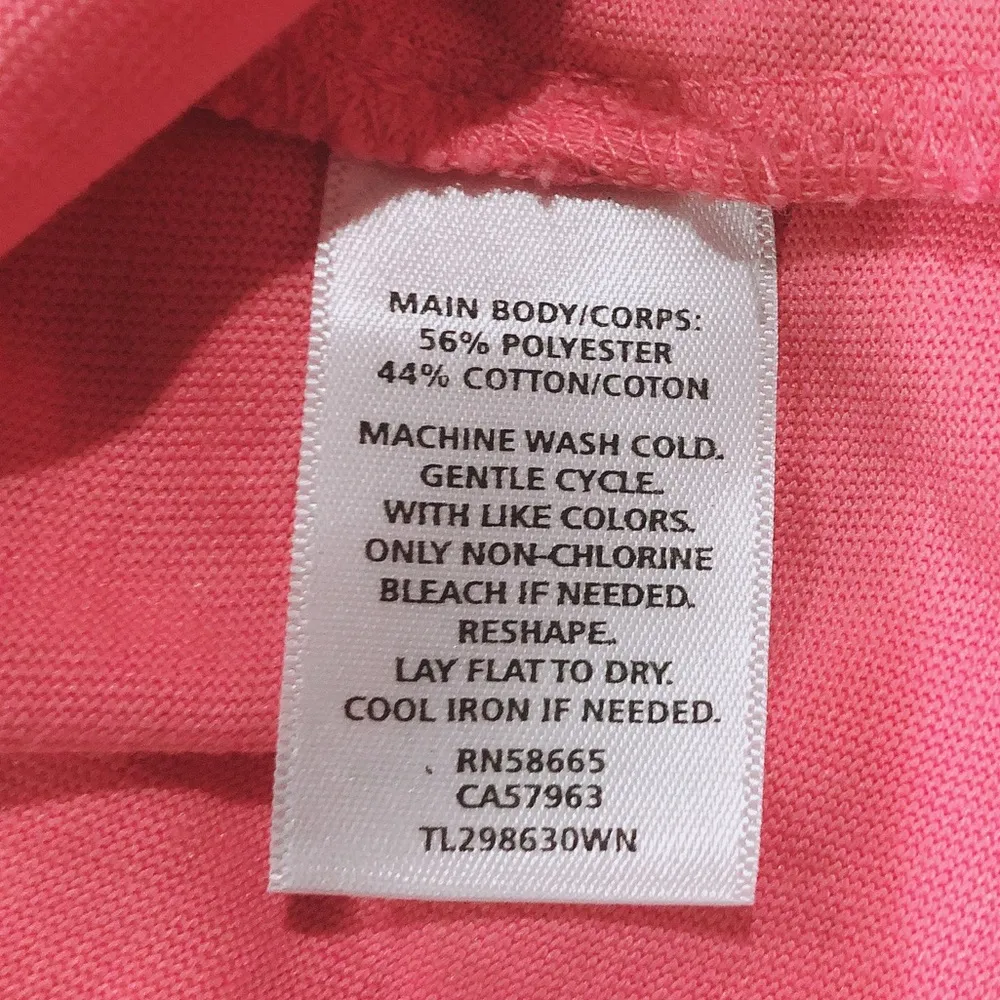 MAIN BODY/CORPS:
56% POLYESTER
44% COTTON/COTON
MACHINE WASH COLD.
GENTLE CYCLE.
WITH LIKE COLORS.
ONLY NON-CHLORINE
BLEACH IF NEEDED.
RESHAPE.
LAY FLAT TO DRY.
COOL IRON IF NEEDED.
RN58665
CA57963
TL298630WN